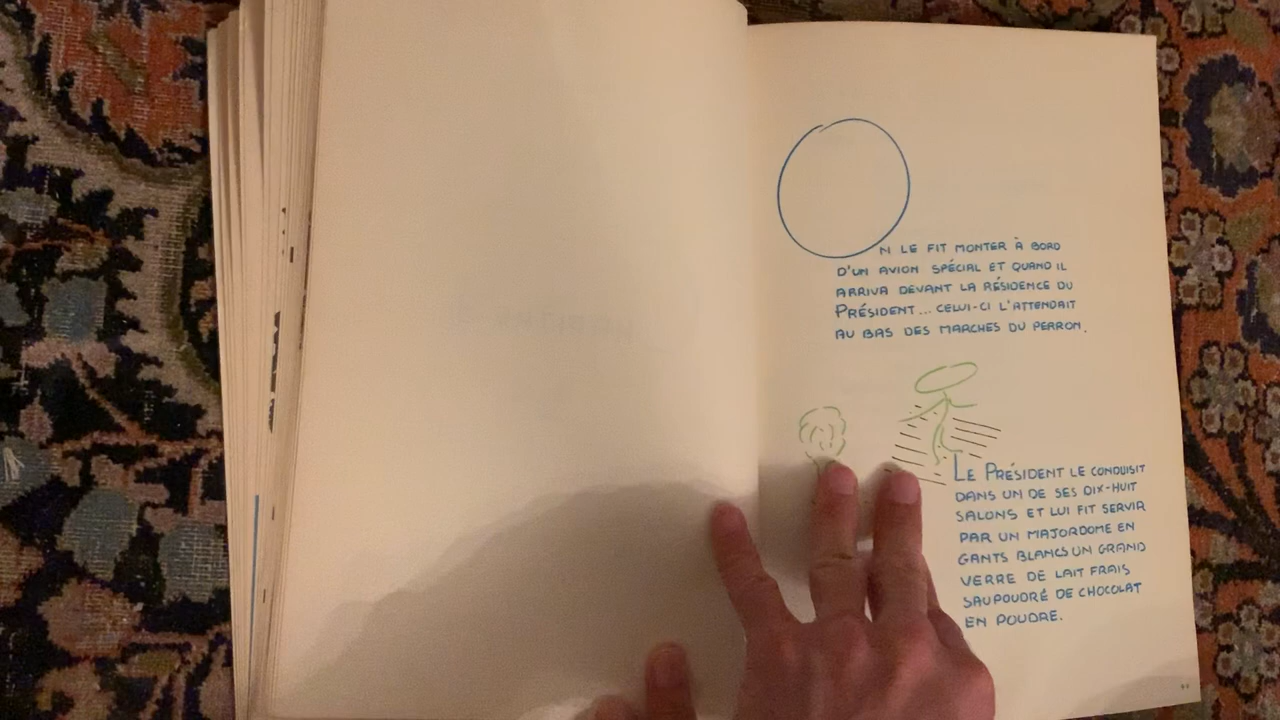 ON LE FIT MONTER À BORD
D'UN AVION SPÉCIAL ET QUAND IL
ARRIVA DEVANT LA RÉSIDENCE DU
PRÉSIDENT... CELUI-CI L'ATTENDAIT
AU BAS DES MARCHES DU PERRON.
LE PRÉSIDENT LE CONDUISIT
DANS UN DE SES DIX-HUIT
SALONS ET LUI FIT SERVIR
PAR UN MAJORDOME EN
GANTS BLANCS UN GRAND
VERRE DE LAIT FRAIS
SAUPOUDRÉ DE CHOCOLAT
EN POUDRE.